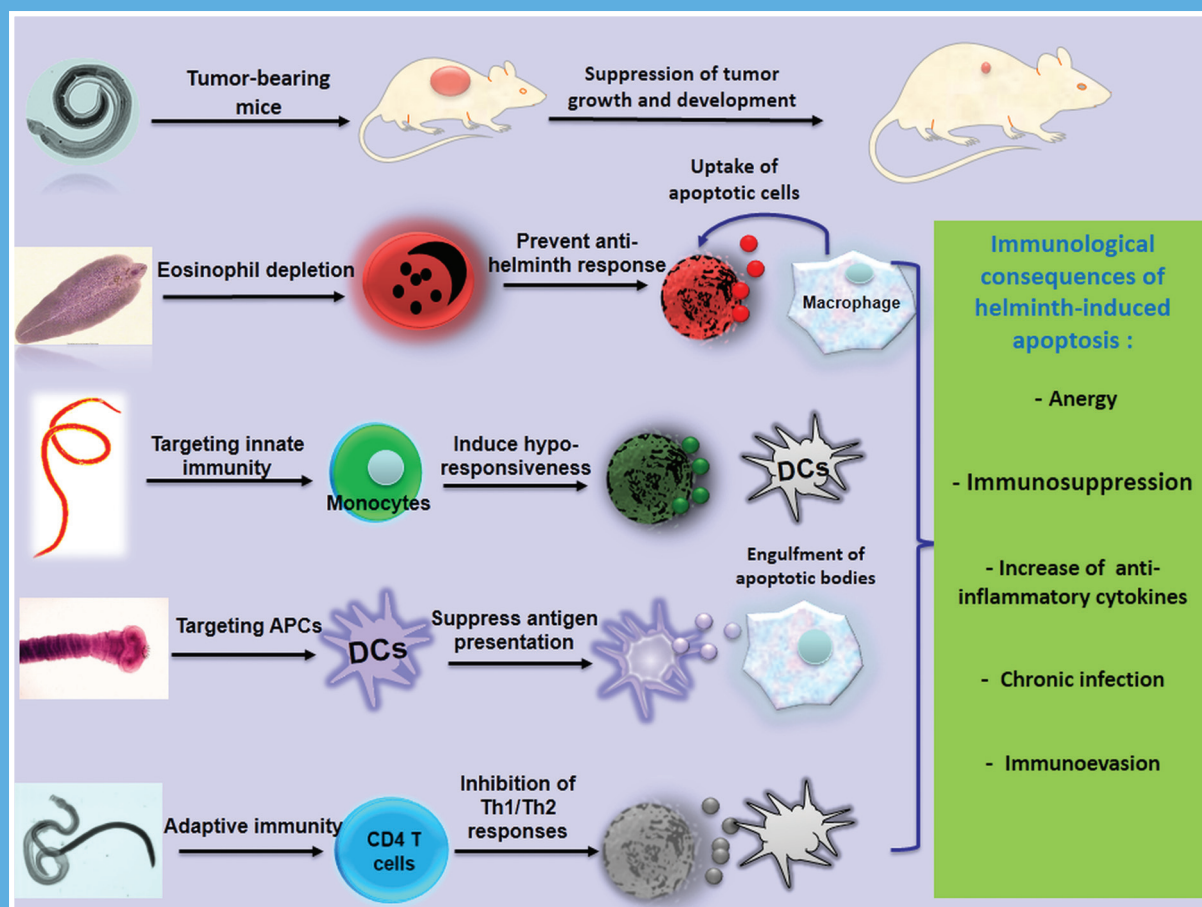 Tumor-bearing
mice
Suppression of tumor
growth and development
Uptake of
apoptotic cells
Eosinophil depletion
Prevent anti-
helminth response
Macrophage
Targeting innate
immunity
Monocytes
Induce hypo-
responsiveness
DCs
Engulfment of
apoptotic bodies
Targeting APCs
DCs
Suppress antigen
presentation
Adaptive immunity
CD4 T
cells
Inhibition of
Th1/Th2
responses
Immunological
consequences of
helminth-induced
apoptosis :
- Anergy
- Immunosuppression
- Increase of anti-
inflammatory cytokines
- Chronic infection
- Immunoevasion